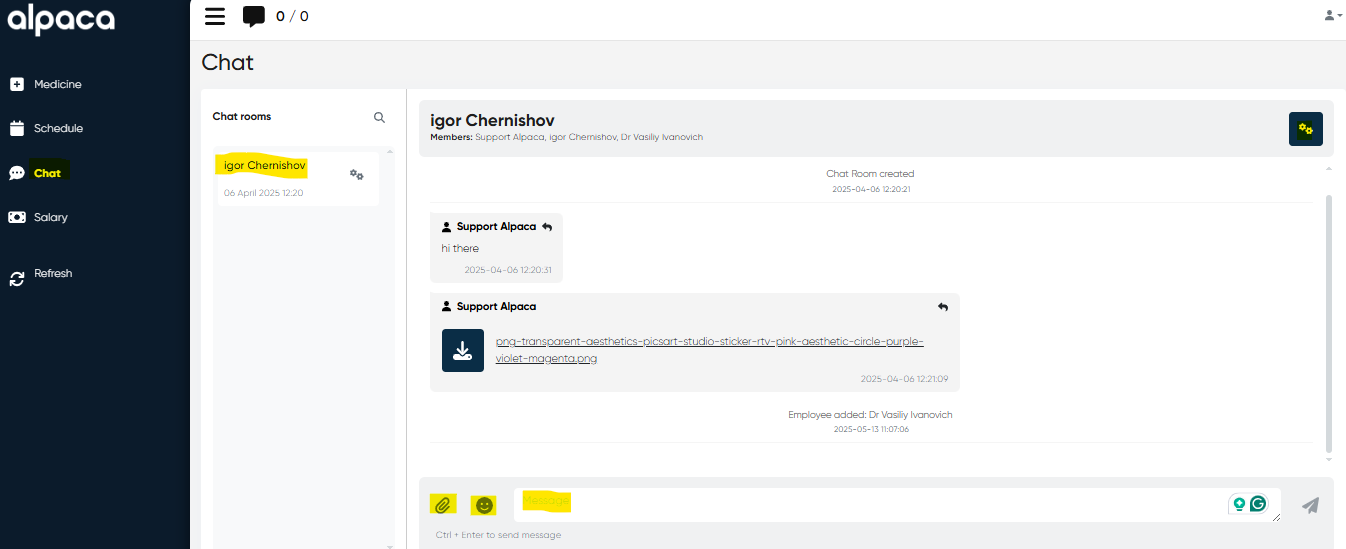 alpaca
0 / 0
Chat
Medicine
Schedule
Chat
Salary
Refresh
Chat rooms
igor Chernishov
06 April 2025 12:20
igor Chernishov
Members: Support Alpaca, igor Chernishov, Dr Vasiliy Ivanovich
Chat Room created
2025-04-06 12:20:21
Support Alpaca
hi there
2025-04-06 12:20:31
Support Alpaca
png-transparent-aesthetics-picsart-studio-sticker-rtv-pink-aesthetic-circle-purple-
violet-magenta.png
2025-04-06 12:21:09
Employee added: Dr Vasiliy Ivanovich
2025-05-13 11:07:06
Message
Ctrl + Enter to send message